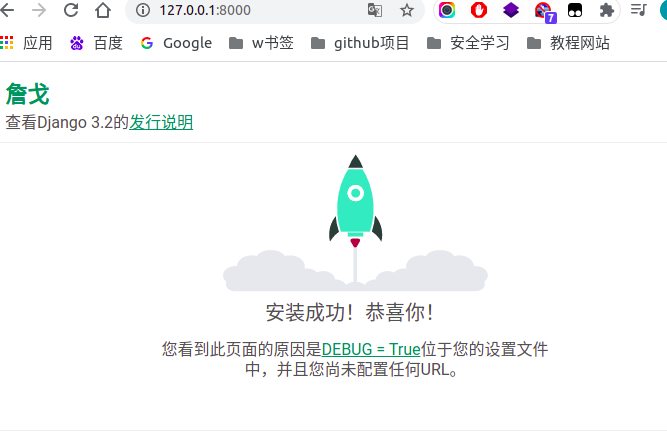 127.0.0.1:8000
7
应用 百度 Google w书签 github项目 安全学习 教程网站
詹戈
查看Django 3.2的发行说明
安装成功！恭喜你！
您看到此页面的原因是DEBUG = True位于您的设置文件
中，并且您尚未配置任何URL。